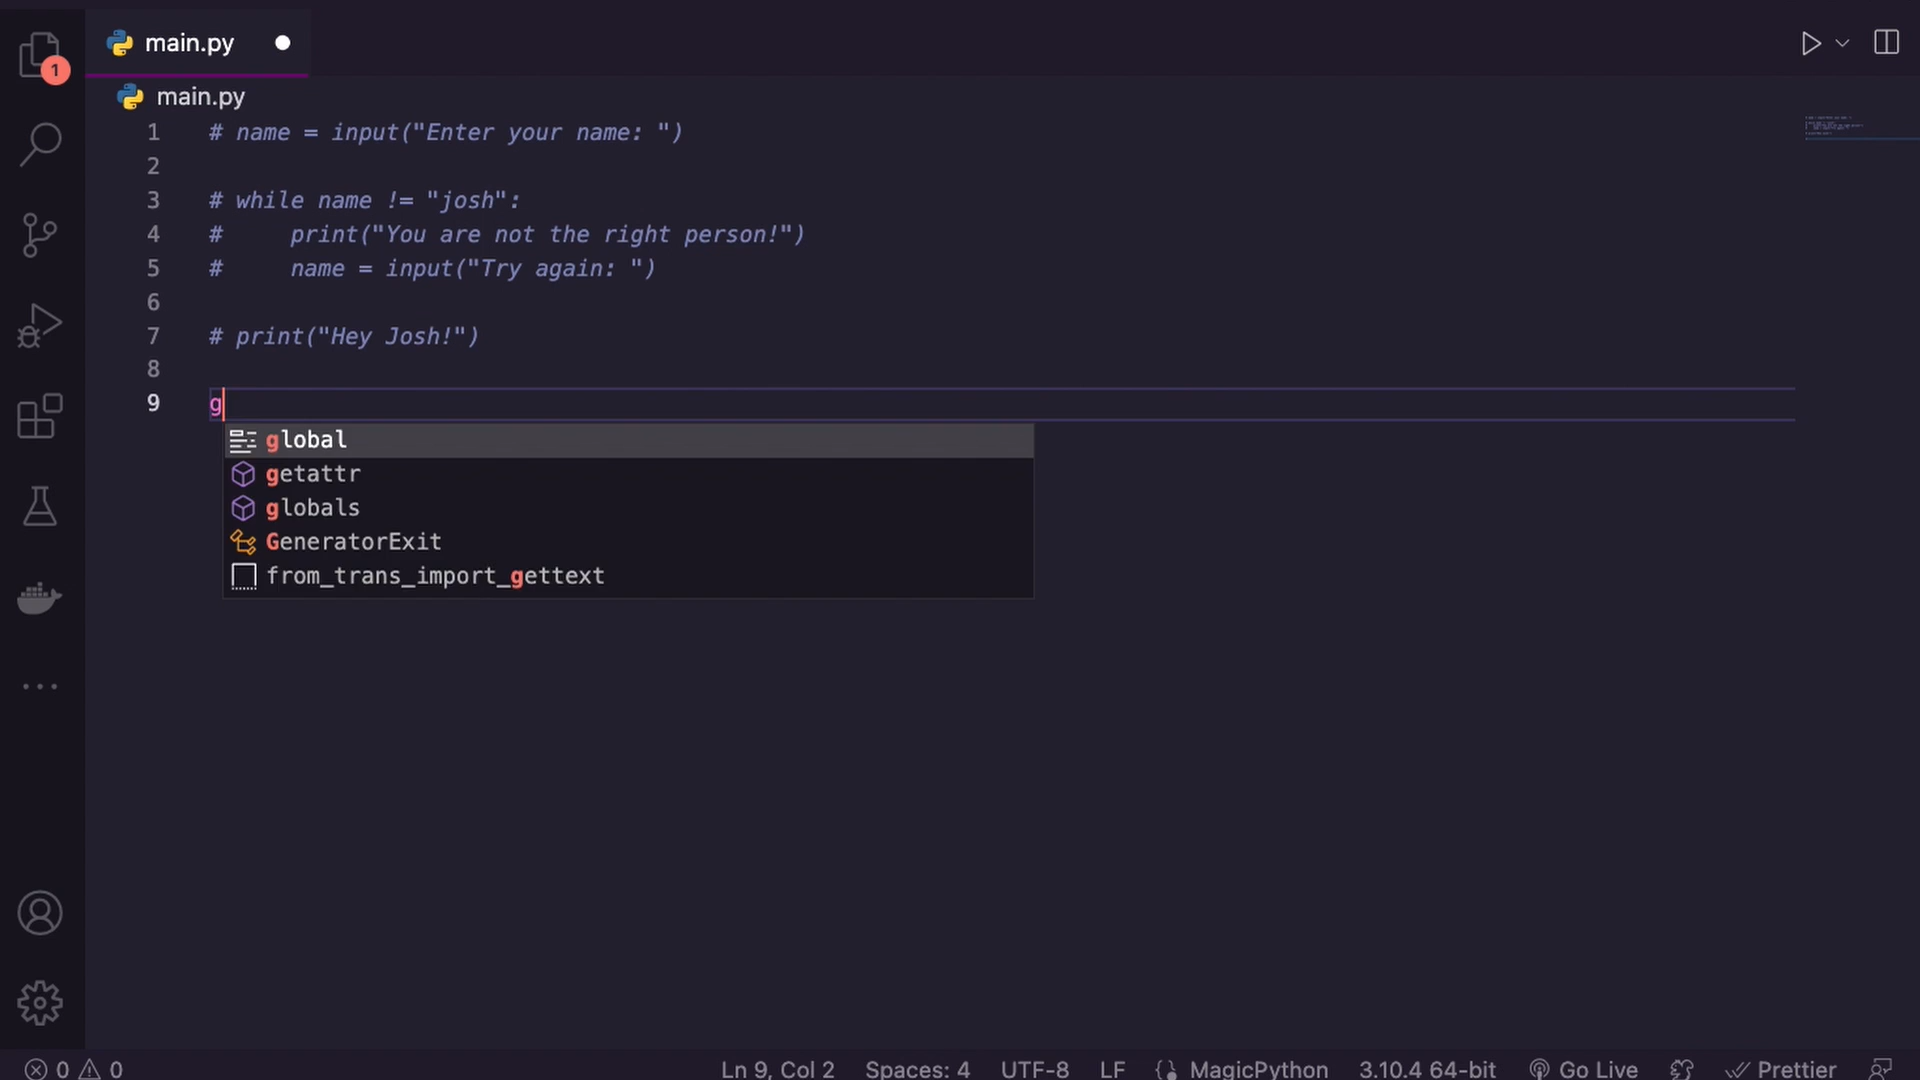 main.py
1
main.py
1 # name = input("Enter your name: ")
2
3 # while name != "josh":
4 #     print("You are not the right person!")
5 #     name = input("Try again: ")
6
7 # print("Hey Josh!")
8
9 g
global
getattr
globals
GeneratorExit
from_trans_import_gettext
0 0 Ln 9, Col 2 Spaces: 4 UTF-8 LF MagicPython 3.10.4 64-bit Go Live Prettier